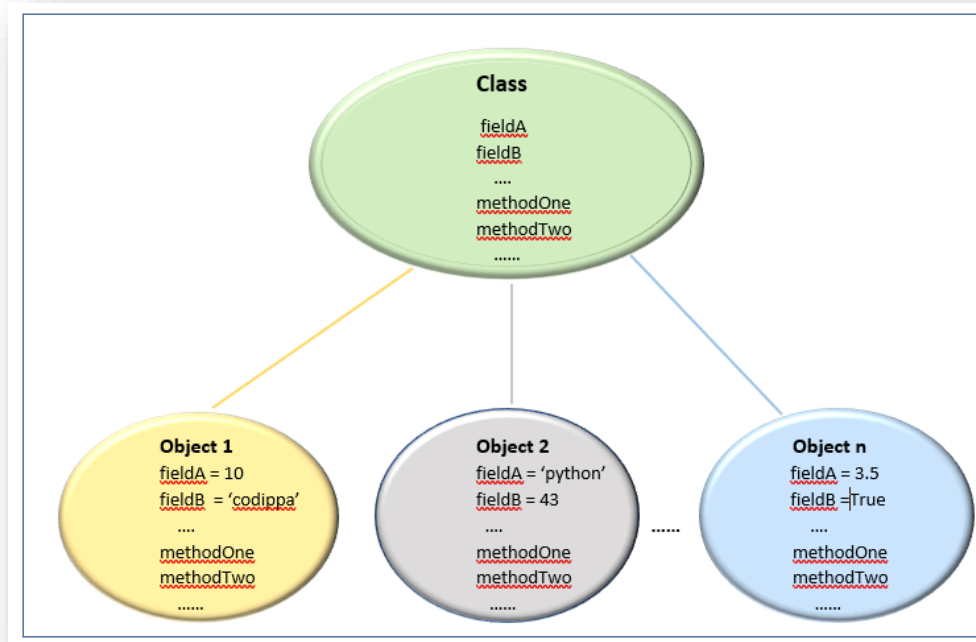 Class
fieldA
fieldB
....
methodOne
methodTwo
......
Object 1
fieldA = 10
fieldB = ‘codippa’
....
methodOne
methodTwo
......
Object 2
fieldA = ‘python’
fieldB = 43
....
methodOne
methodTwo
......
......
Object n
fieldA = 3.5
fieldB =True
....
methodOne
methodTwo
......